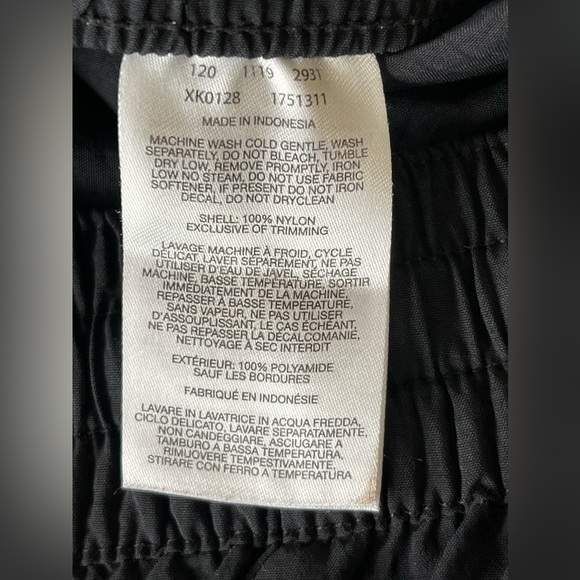 120 1119 2931
XK0128 1751311
MADE IN INDONESIA
MACHINE WASH COLD GENTLE, WASH
SEPARATELY, DO NOT BLEACH, TUMBLE
DRY LOW, REMOVE PROMPTLY, IRON
LOW NO STEAM, DO NOT USE FABRIC
SOFTENER, IF PRESENT DO NOT IRON
DECAL, DO NOT DRYCLEAN
SHELL: 100% NYLON
EXCLUSIVE OF TRIMMING
LAVAGE MACHINE À FROID, CYCLE
DÉLICAT, LAVER SÉPARÉMENT, NE PAS
UTILISER D'EAU DE JAVEL, SÉCHAGE
MACHINE, BASSE TEMPÉRATURE, SORTIR
IMMÉDIATEMENT DE LA MACHINE,
REPASSER À BASSE TEMPÉRATURE,
SANS VAPEUR, NE PAS UTILISER
D'ASSOUPLISSANT, LE CAS ÉCHÉANT,
NE PAS REPASSER LA DÉCALCOMANIE,
NETTOYAGE À SEC INTERDIT
EXTÉRIEUR: 100% POLYAMIDE
SAUF LES BORDURES
FABRIQUÉ EN INDONÉSIE
LAVARE IN LAVATRICE IN ACQUA FREDDA,
CICLO DELICATO, LAVARE SEPARATAMENTE,
NON CANDEGGIARE, ASCIUGARE A
TAMBURO A BASSA TEMPERATURA,
RIMUOVERE TEMPESTIVAMENTE,
STIRARE CON FERRO A TEMPERATURA